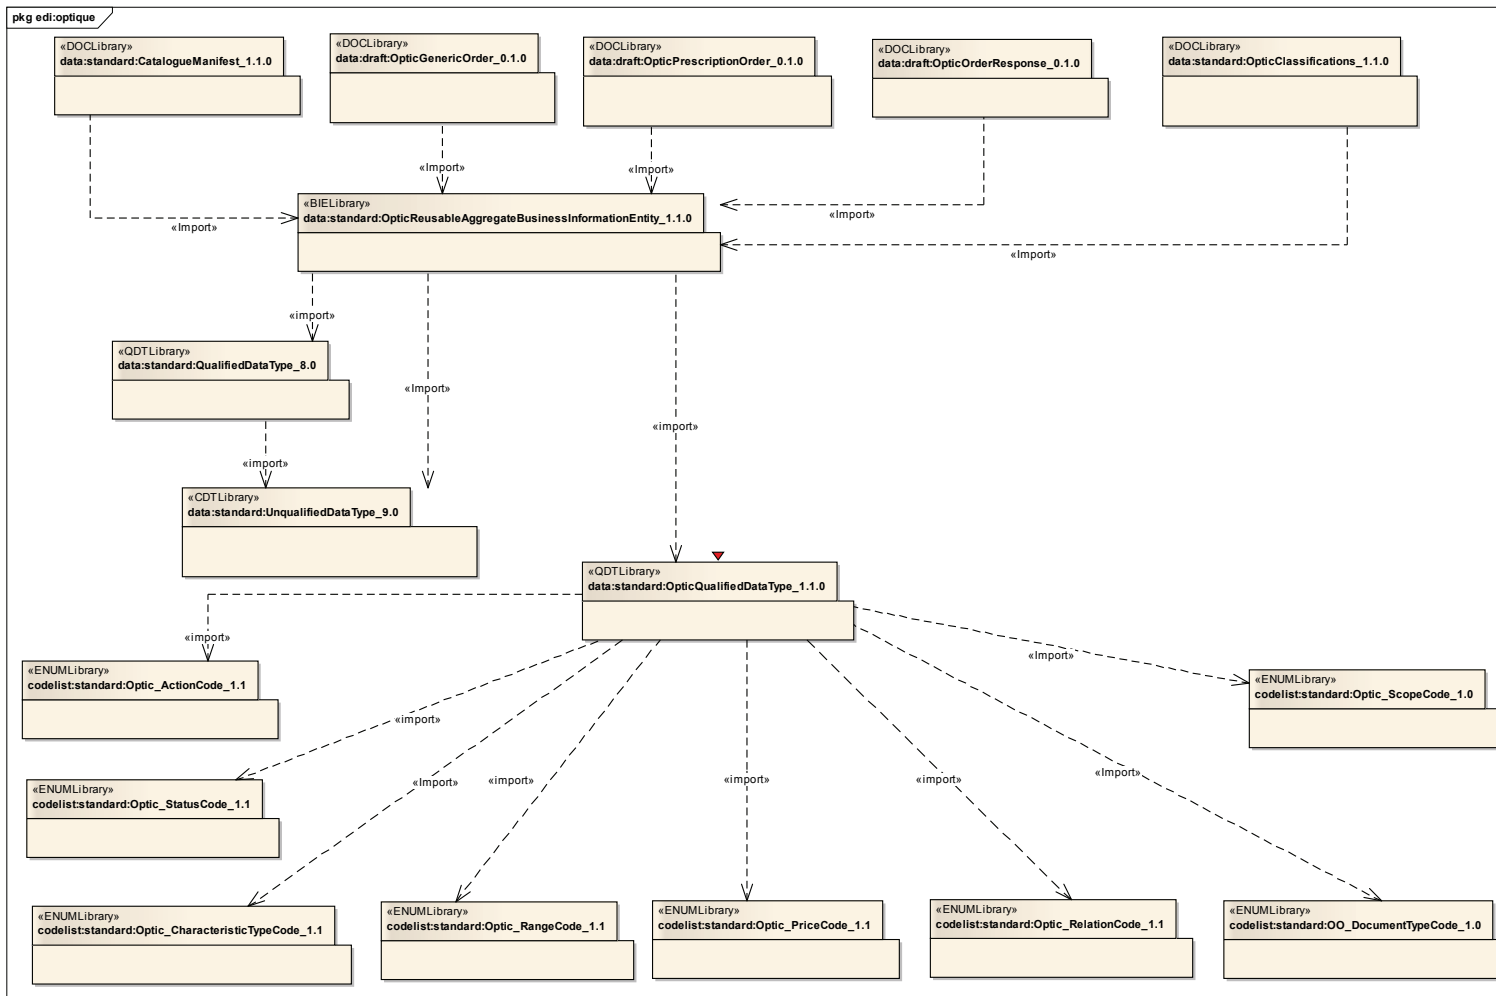 pkg edi:optique
«DOCLibrary»
data:standard:CatalogueManifest_1.1.0
«DOCLibrary»
data:draft:OpticGenericOrder_0.1.0
«DOCLibrary»
data:draft:OpticPrescriptionOrder_0.1.0
«DOCLibrary»
data:draft:OpticOrderResponse_0.1.0
«DOCLibrary»
data:standard:OpticClassifications_1.1.0
«Import»
«Import»
«Import»
«Import»
«Import»
«BIELibrary»
data:standard:OpticReusableAggregateBusinessInformationEntity_1.1.0
«import»
«Import»
«import»
«QDTLibrary»
data:standard:QualifiedDataType_8.0
«import»
«CDTLibrary»
data:standard:UnqualifiedDataType_9.0
«QDTLibrary»
data:standard:OpticQualifiedDataType_1.1.0
«import»
«Import»
«ENUMLibrary»
codelist:standard:Optic_ActionCode_1.1
«ENUMLibrary»
codelist:standard:Optic_ScopeCode_1.0
«import»
«Import»
«import»
«import»
«import»
«Import»
«ENUMLibrary»
codelist:standard:Optic_StatusCode_1.1
«ENUMLibrary»
codelist:standard:Optic_CharacteristicTypeCode_1.1
«ENUMLibrary»
codelist:standard:Optic_RangeCode_1.1
«ENUMLibrary»
codelist:standard:Optic_PriceCode_1.1
«ENUMLibrary»
codelist:standard:Optic_RelationCode_1.1
«ENUMLibrary»
codelist:standard:OO_DocumentTypeCode_1.0